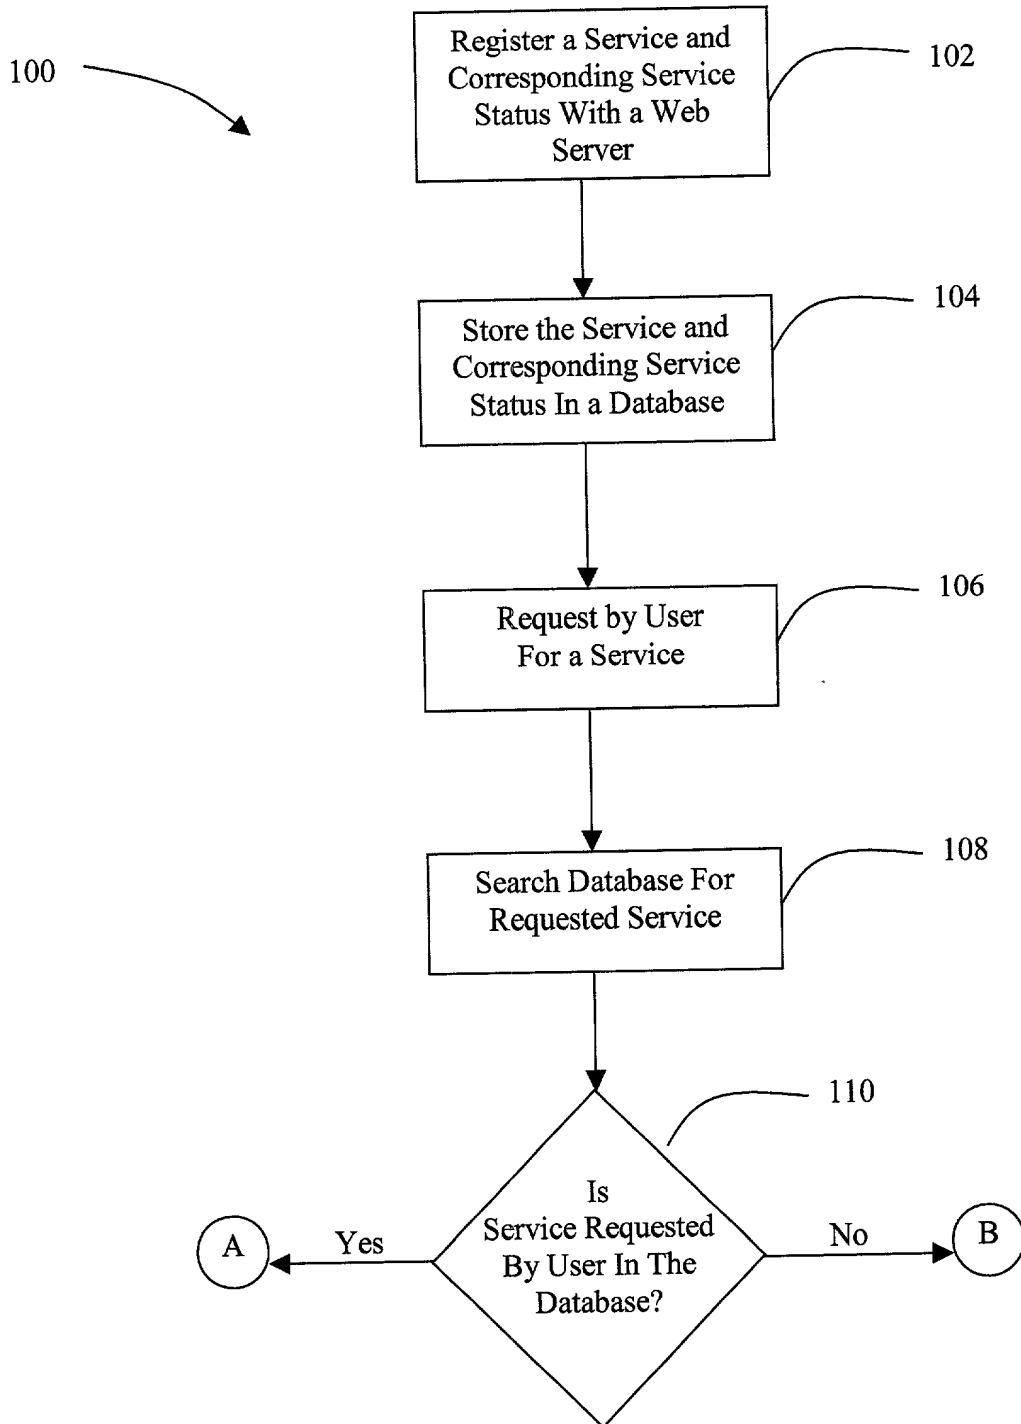 100
Register a Service and
Corresponding Service
Status With a Web
Server
102
Store the Service and
Corresponding Service
Status In a Database
104
Request by User
For a Service
106
Search Database For
Requested Service
108
110
Is
Service Requested
By User In The
Database?
A
Yes
No
B